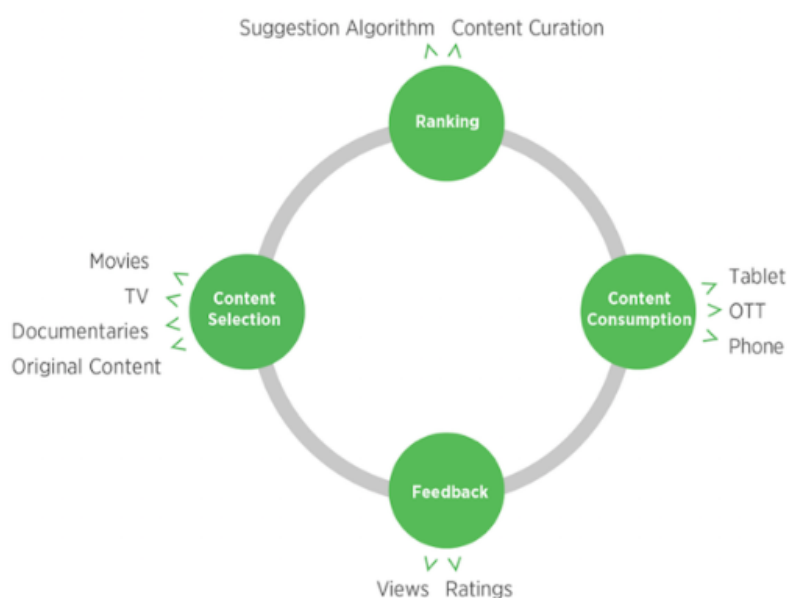 Suggestion Algorithm Content Curation
Ranking
Movies
TV
Documentaries
Original Content
Content
Selection
Content
Consumption
Tablet
OTT
Phone
Feedback
Views Ratings